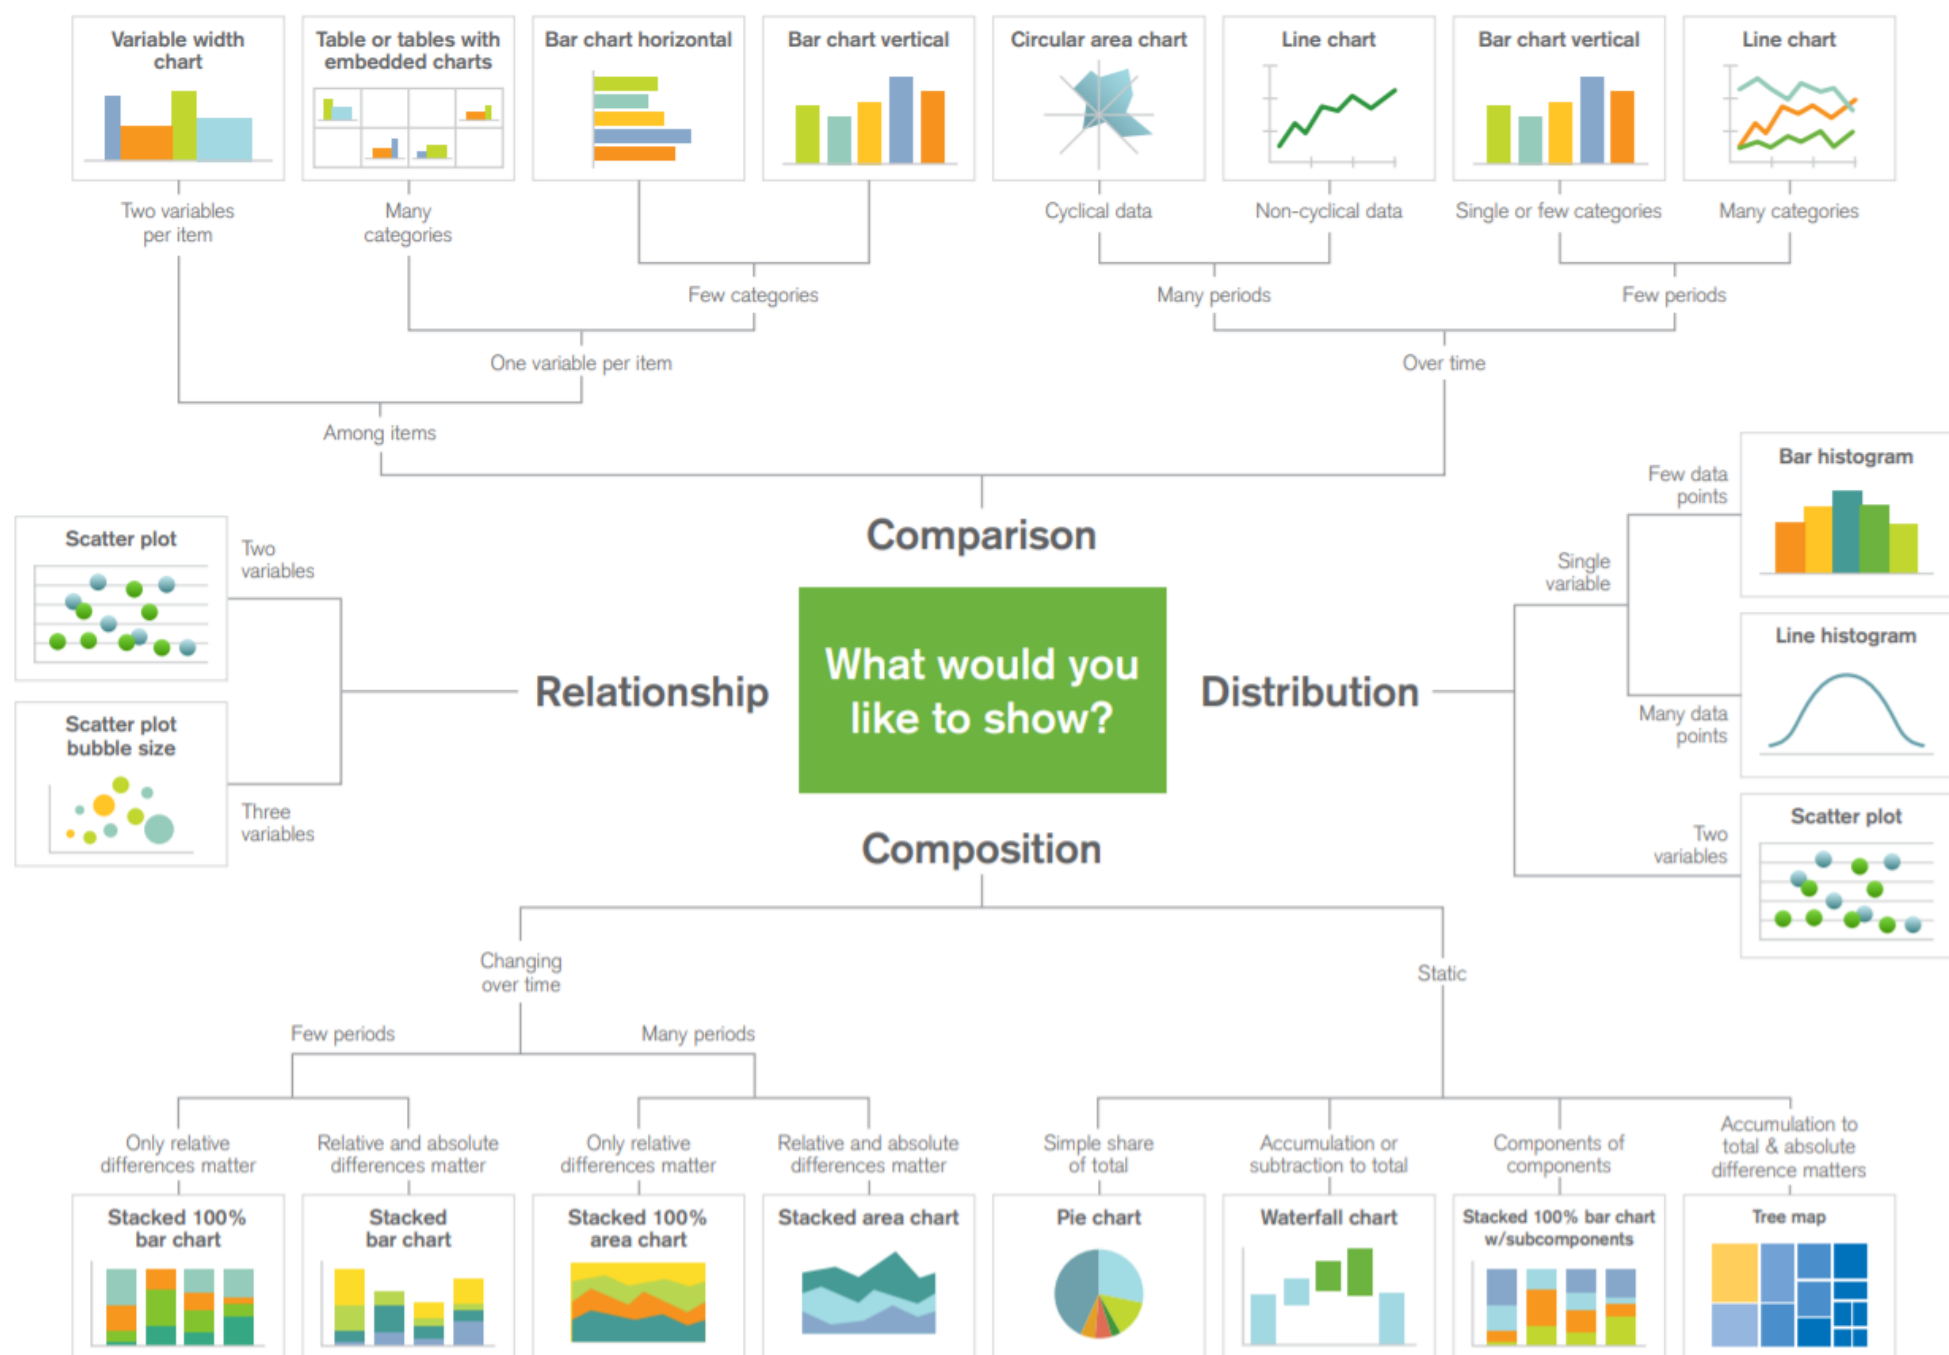 Variable width
chart
Table or tables with
embedded charts
Bar chart horizontal
Bar chart vertical
Circular area chart
Line chart
Bar chart vertical
Line chart
Two variables
per item
Many
categories
Cyclical data
Non-cyclical data
Single or few categories
Many categories
Few categories
Many periods
Few periods
One variable per item
Over time
Among items
Comparison
What would you
like to show?
Relationship
Scatter plot
Two
variables
Scatter plot
bubble size
Three
variables
Distribution
Single
variable
Few data
points
Bar histogram
Many data
points
Line histogram
Two
variables
Scatter plot
Composition
Changing
over time
Static
Few periods
Many periods
Only relative
differences matter
Relative and absolute
differences matter
Only relative
differences matter
Relative and absolute
differences matter
Simple share
of total
Accumulation or
subtraction to total
Components of
components
Accumulation to
total & absolute
difference matters
Stacked 100%
bar chart
Stacked
bar chart
Stacked 100%
area chart
Stacked area chart
Pie chart
Waterfall chart
Stacked 100% bar chart
w/subcomponents
Tree map